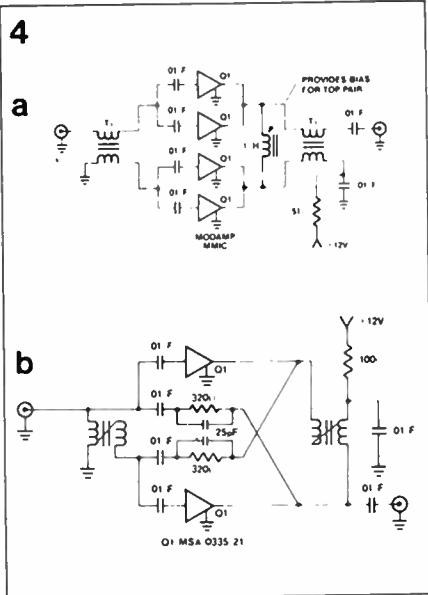 4
a
01 F
Q1
PROVIDES BIAS
FOR TOP PAIR
01 F
Q1
T1
1 H
T1
01 F
01 F
Q1
01 F
01 F
Q1
51
MODAMP
MMIC
12V
b
12V
01 F
100
Q1
01 F
320
25pF
01 F
01 F
320
01 F
Q1
01 F
Q1 MSA 0335 21